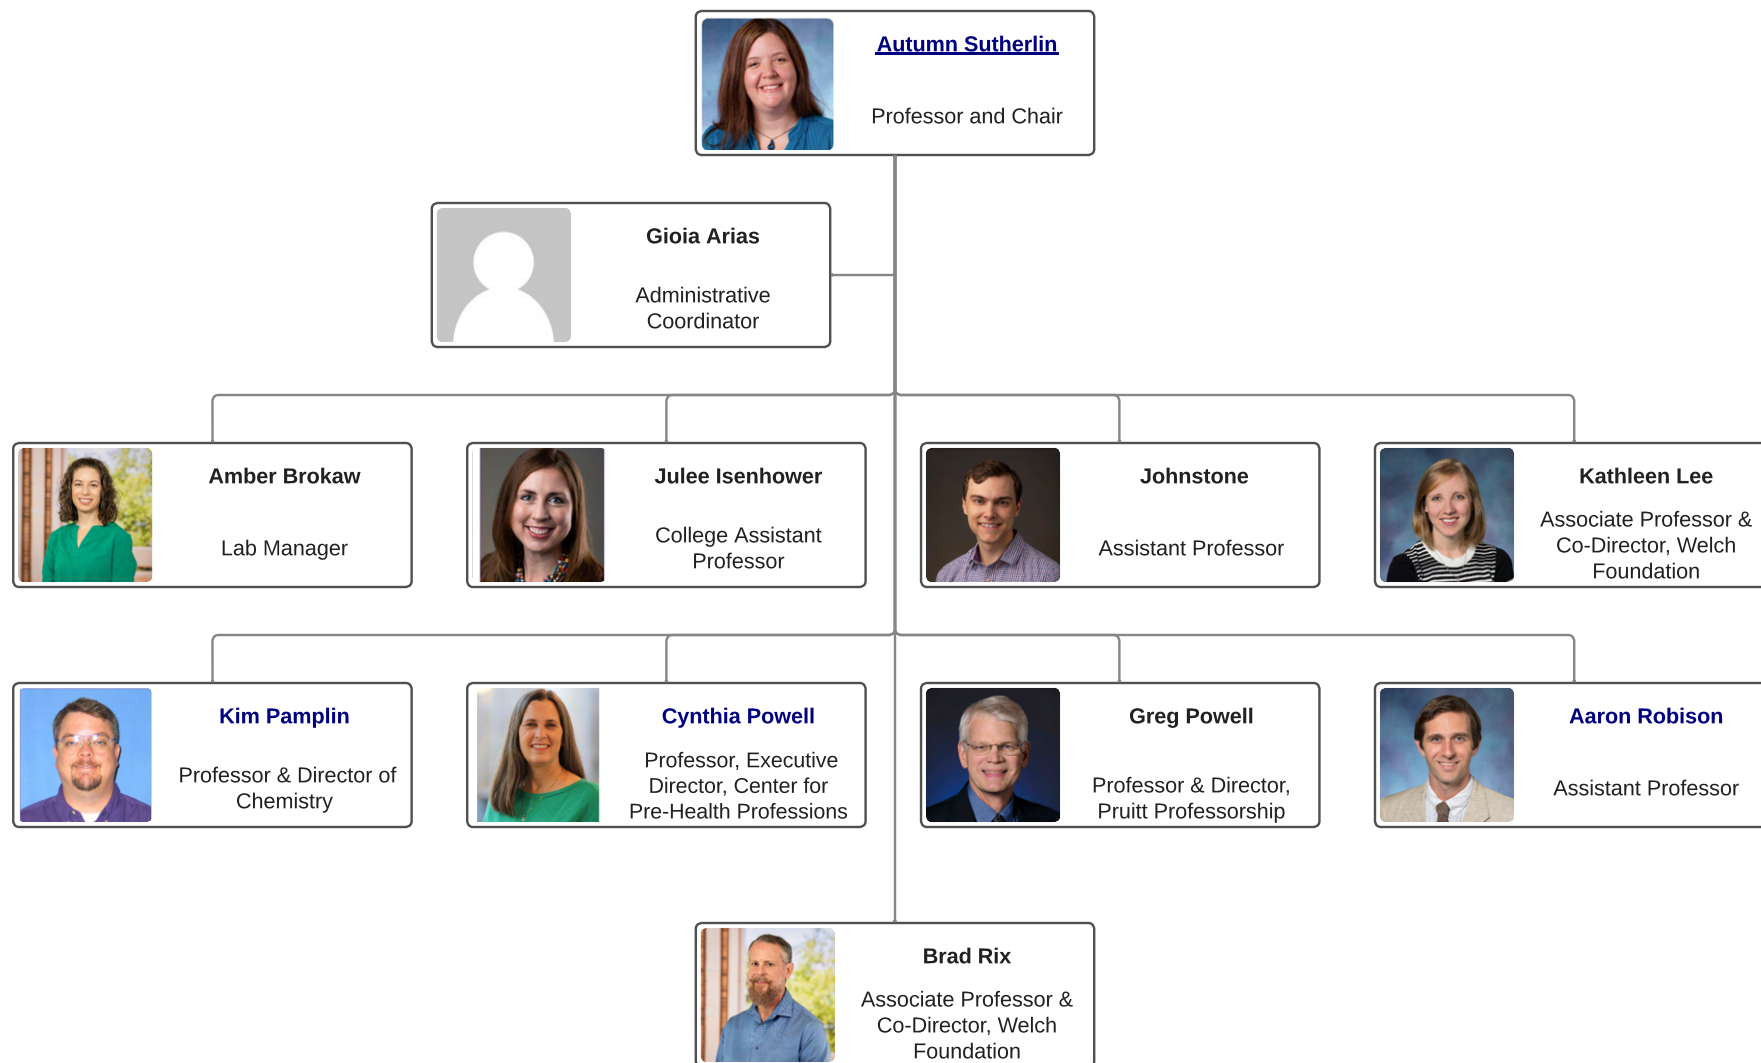 Autumn Sutherlin
Professor and Chair
Gioia Arias
Administrative
Coordinator
Amber Brokaw
Lab Manager
Julee Isenhower
College Assistant
Professor
Johnstone
Assistant Professor
Kathleen Lee
Associate Professor &
Co-Director, Welch
Foundation
Kim Pamplin
Professor & Director of
Chemistry
Cynthia Powell
Professor, Executive
Director, Center for
Pre-Health Professions
Greg Powell
Professor & Director,
Pruitt Professorship
Aaron Robison
Assistant Professor
Brad Rix
Associate Professor &
Co-Director, Welch
Foundation